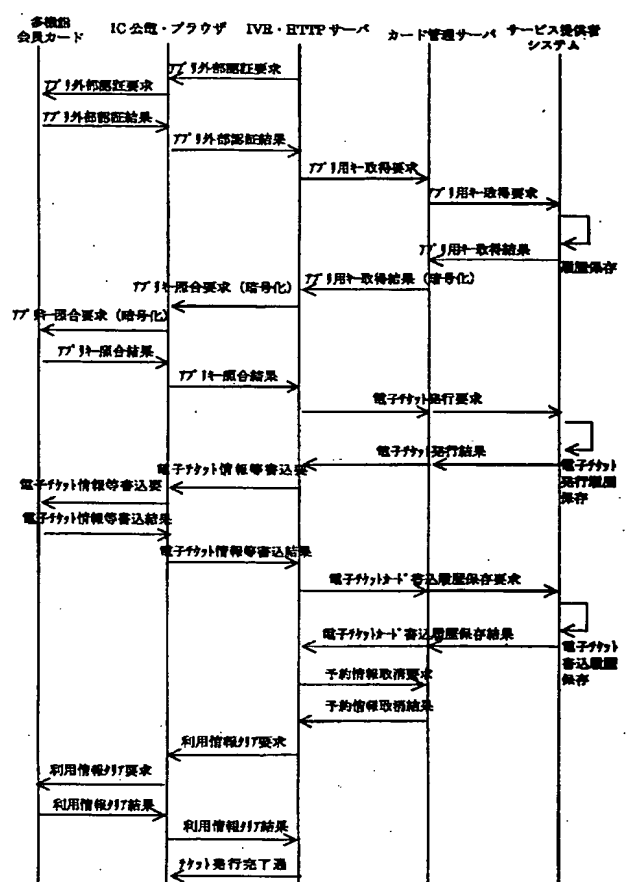 多機能
会員カード
IC公衆・ブラウザ
IVR・HTTPサーバ
カード管理サーバ
サービス提供者
システム
アプリ外部認証要求
アプリ外部認証要求
アプリ外部認証結果
アプリ外部認証結果
アプリ用キー取得要求
アプリ用キー取得要求
アプリ用キー取得結果
履歴保存
アプリ用キー取得結果(暗号化)
アプリキー照合要求(暗号化)
アプリキー照合要求(暗号化)
アプリキー照合結果
アプリキー照合結果
電子チケット発行要求
電子チケット発行結果
電子チケット
発行履歴
保存
電子チケット情報等書込要
電子チケット情報等書込要
電子チケット情報等書込結果
電子チケット情報等書込結果
電子チケットカード書込履歴保存要求
電子チケットカード書込履歴保存結果
電子チケット
書込履歴
保存
予約情報取消要求
予約情報取消結果
利用情報クリア要求
利用情報クリア要求
利用情報クリア結果
利用情報クリア結果
チケット発行完了通